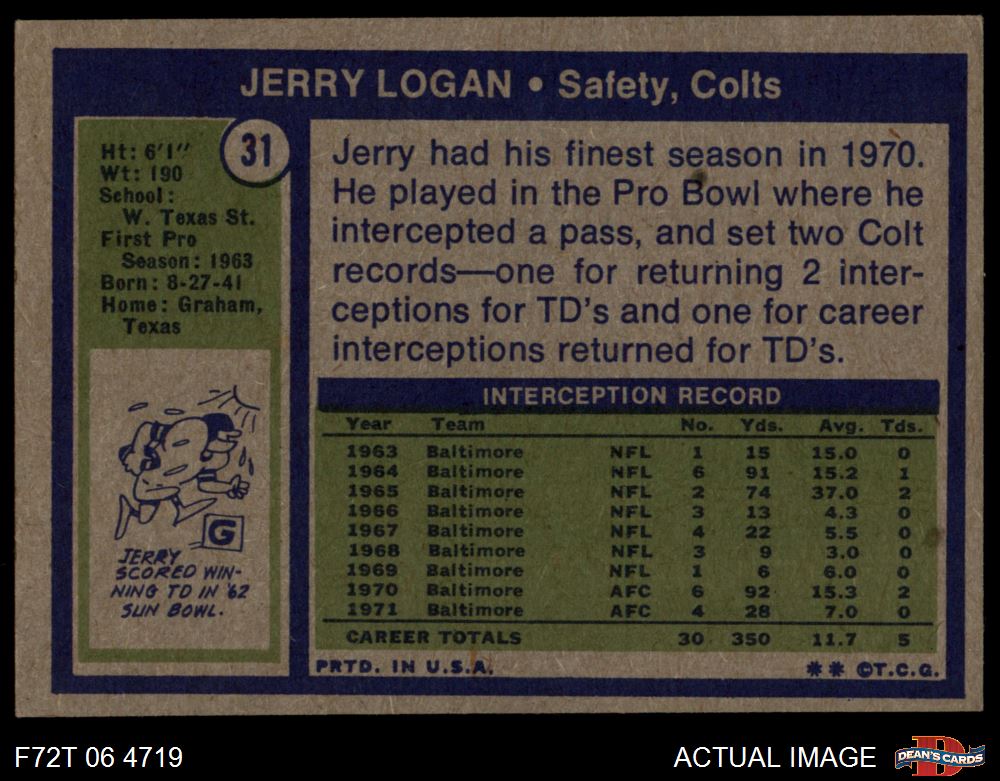 JERRY LOGAN • Safety, Colts
31
Ht: 6'1"
Wt: 190
School:
W. Texas St.
First Pro
Season: 1963
Born: 8-27-41
Home: Graham,
Texas
G
JERRY
SCORED WIN-
NING TD IN '62
SUN BOWL.
Jerry had his finest season in 1970.
He played in the Pro Bowl where he
intercepted a pass, and set two Colt
records—one for returning 2 inter-
ceptions for TD's and one for career
interceptions returned for TD's.
INTERCEPTION RECORD
Year Team No. Yds. Avg. Tds.
1963 Baltimore NFL 1 15 15.0 0
1964 Baltimore NFL 6 91 15.2 1
1965 Baltimore NFL 2 74 37.0 2
1966 Baltimore NFL 3 13 4.3 0
1967 Baltimore NFL 4 22 5.5 0
1968 Baltimore NFL 3 9 3.0 0
1969 Baltimore NFL 1 6 6.0 0
1970 Baltimore AFC 6 92 15.3 2
1971 Baltimore AFC 4 28 7.0 0
CAREER TOTALS 30 350 11.7 5
PRTD. IN U.S.A. ** ©T.C.G.
F72T 06 4719 ACTUAL IMAGE D DEAN'S CARDS